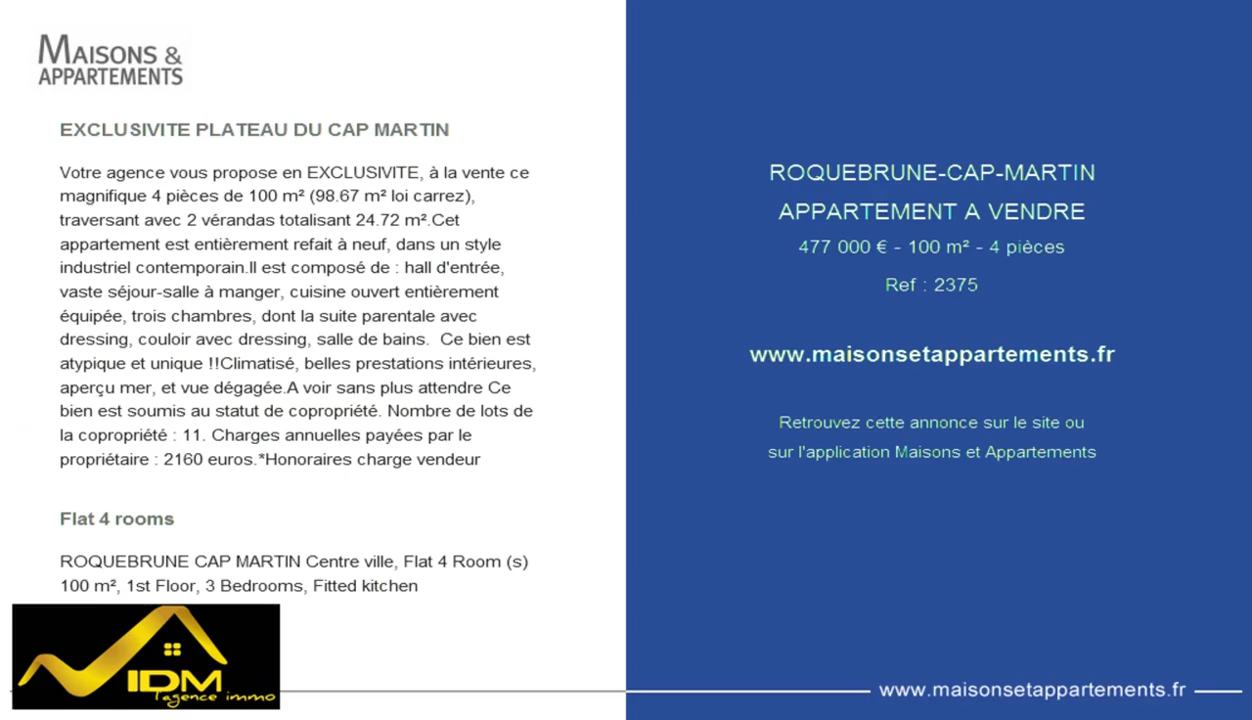 MAISONS &
APPARTEMENTS
EXCLUSIVITE PLATEAU DU CAP MARTIN
Votre agence vous propose en EXCLUSIVITE, à la vente ce
magnifique 4 pièces de 100 m² (98.67 m² loi carrez),
traversant avec 2 vérandas totalisant 24.72 m².Cet
appartement est entièrement refait à neuf, dans un style
industriel contemporain.Il est composé de : hall d'entrée,
vaste séjour-salle à manger, cuisine ouvert entièrement
équipée, trois chambres, dont la suite parentale avec
dressing, couloir avec dressing, salle de bains.  Ce bien est
atypique et unique !!Climatisé, belles prestations intérieures,
aperçu mer, et vue dégagée.A voir sans plus attendre Ce
bien est soumis au statut de copropriété. Nombre de lots de
la copropriété : 11. Charges annuelles payées par le
propriétaire : 2160 euros.*Honoraires charge vendeur
Flat 4 rooms
ROQUEBRUNE CAP MARTIN Centre ville, Flat 4 Room (s)
100 m², 1st Floor, 3 Bedrooms, Fitted kitchen
IDM
l'agence immo
ROQUEBRUNE-CAP-MARTIN
APPARTEMENT A VENDRE
477 000 € - 100 m² - 4 pièces
Ref : 2375
www.maisonsetappartements.fr
Retrouvez cette annonce sur le site ou
sur l'application Maisons et Appartements
www.maisonsetappartements.fr